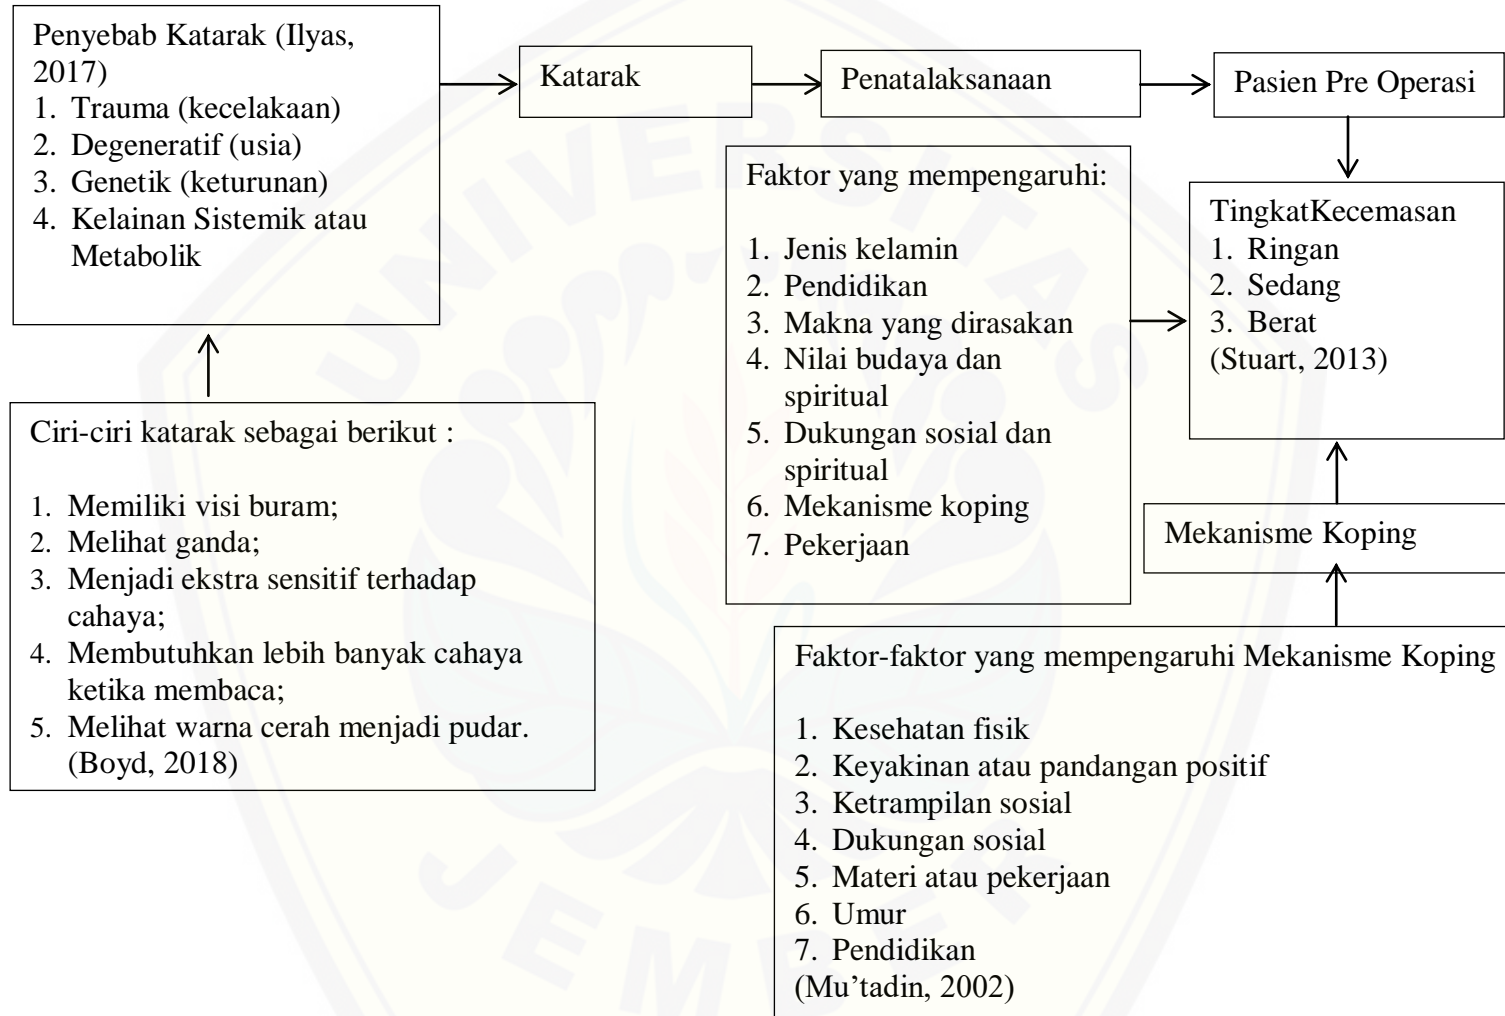 Penyebab Katarak (Ilyas,
2017)
1. Trauma (kecelakaan)
2. Degeneratif (usia)
3. Genetik (keturunan)
4. Kelainan Sistemik atau
Metabolik
Katarak
Penatalaksanaan
Pasien Pre Operasi
Faktor yang mempengaruhi:
1. Jenis kelamin
2. Pendidikan
3. Makna yang dirasakan
4. Nilai budaya dan
spiritual
5. Dukungan sosial dan
spiritual
6. Mekanisme koping
7. Pekerjaan
TingkatKecemasan
1. Ringan
2. Sedang
3. Berat
(Stuart, 2013)
Ciri-ciri katarak sebagai berikut :
1. Memiliki visi buram;
2. Melihat ganda;
3. Menjadi ekstra sensitif terhadap
cahaya;
4. Membutuhkan lebih banyak cahaya
ketika membaca;
5. Melihat warna cerah menjadi pudar.
(Boyd, 2018)
Mekanisme Koping
Faktor-faktor yang mempengaruhi Mekanisme Koping
1. Kesehatan fisik
2. Keyakinan atau pandangan positif
3. Ketrampilan sosial
4. Dukungan sosial
5. Materi atau pekerjaan
6. Umur
7. Pendidikan
(Mu’tadin, 2002)
UNIVERSITAS
JEMBER